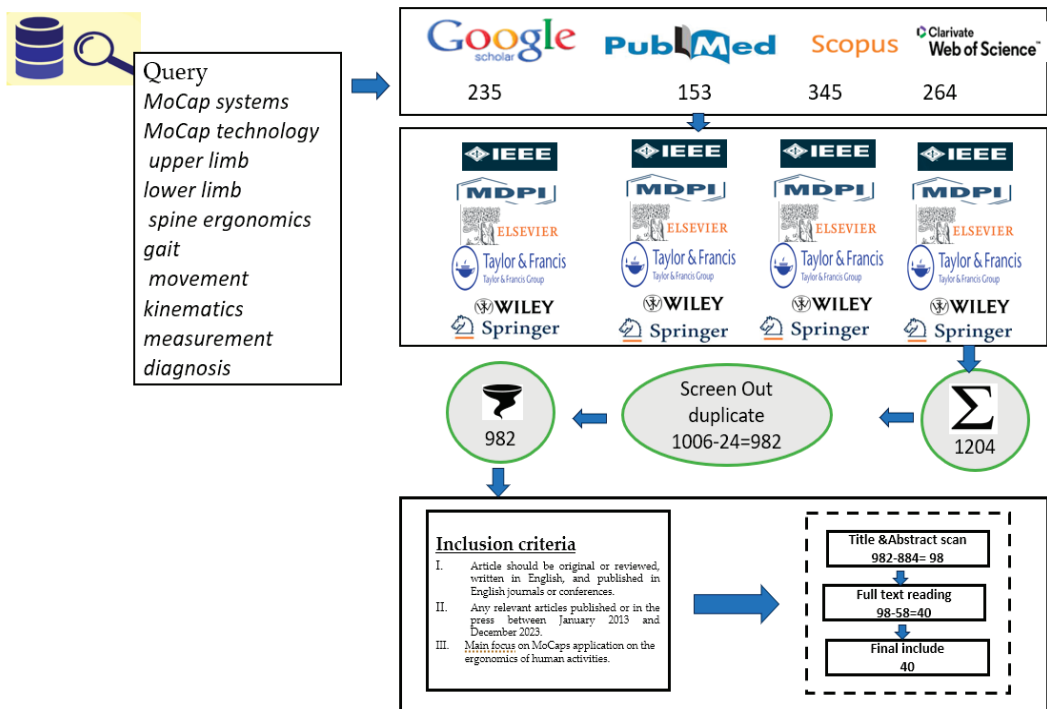 Query
MoCap systems
MoCap technology
upper limb
lower limb
spine ergonomics
gait
movement
kinematics
measurement
diagnosis
Google
scholar
PubMed
Scopus
Clarivate
Web of Science™
235
153
345
264
IEEE
IEEE
IEEE
IEEE
MDPI
MDPI
MDPI
MDPI
ELSEVIER
ELSEVIER
ELSEVIER
ELSEVIER
Taylor & Francis
Taylor & Francis Group
Taylor & Francis
Taylor & Francis Group
Taylor & Francis
Taylor & Francis Group
Taylor & Francis
Taylor & Francis Group
WILEY
WILEY
WILEY
WILEY
Springer
Springer
Springer
Springer
982
Screen Out
duplicate
1006-24=982
Σ
1204
Inclusion criteria
I. Article should be original or reviewed,
written in English, and published in
English journals or conferences.
II. Any relevant articles published or in the
press between January 2013 and
December 2023.
III. Main focus on MoCaps application on the
ergonomics of human activities.
Title &Abstract scan
982-884= 98
Full text reading
98-58=40
Final include
40